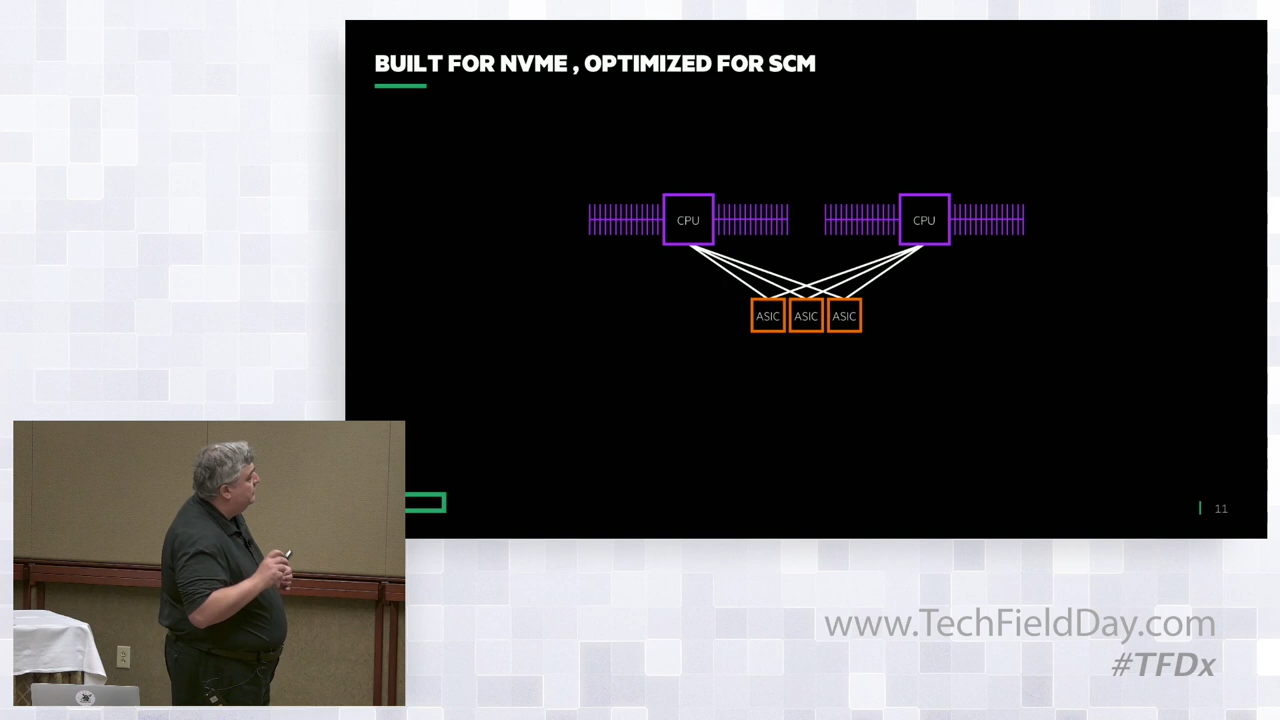 BUILT FOR NVME , OPTIMIZED FOR SCM
CPU
CPU
ASIC
ASIC
ASIC
11
www.TechFieldDay.com
#TFDx